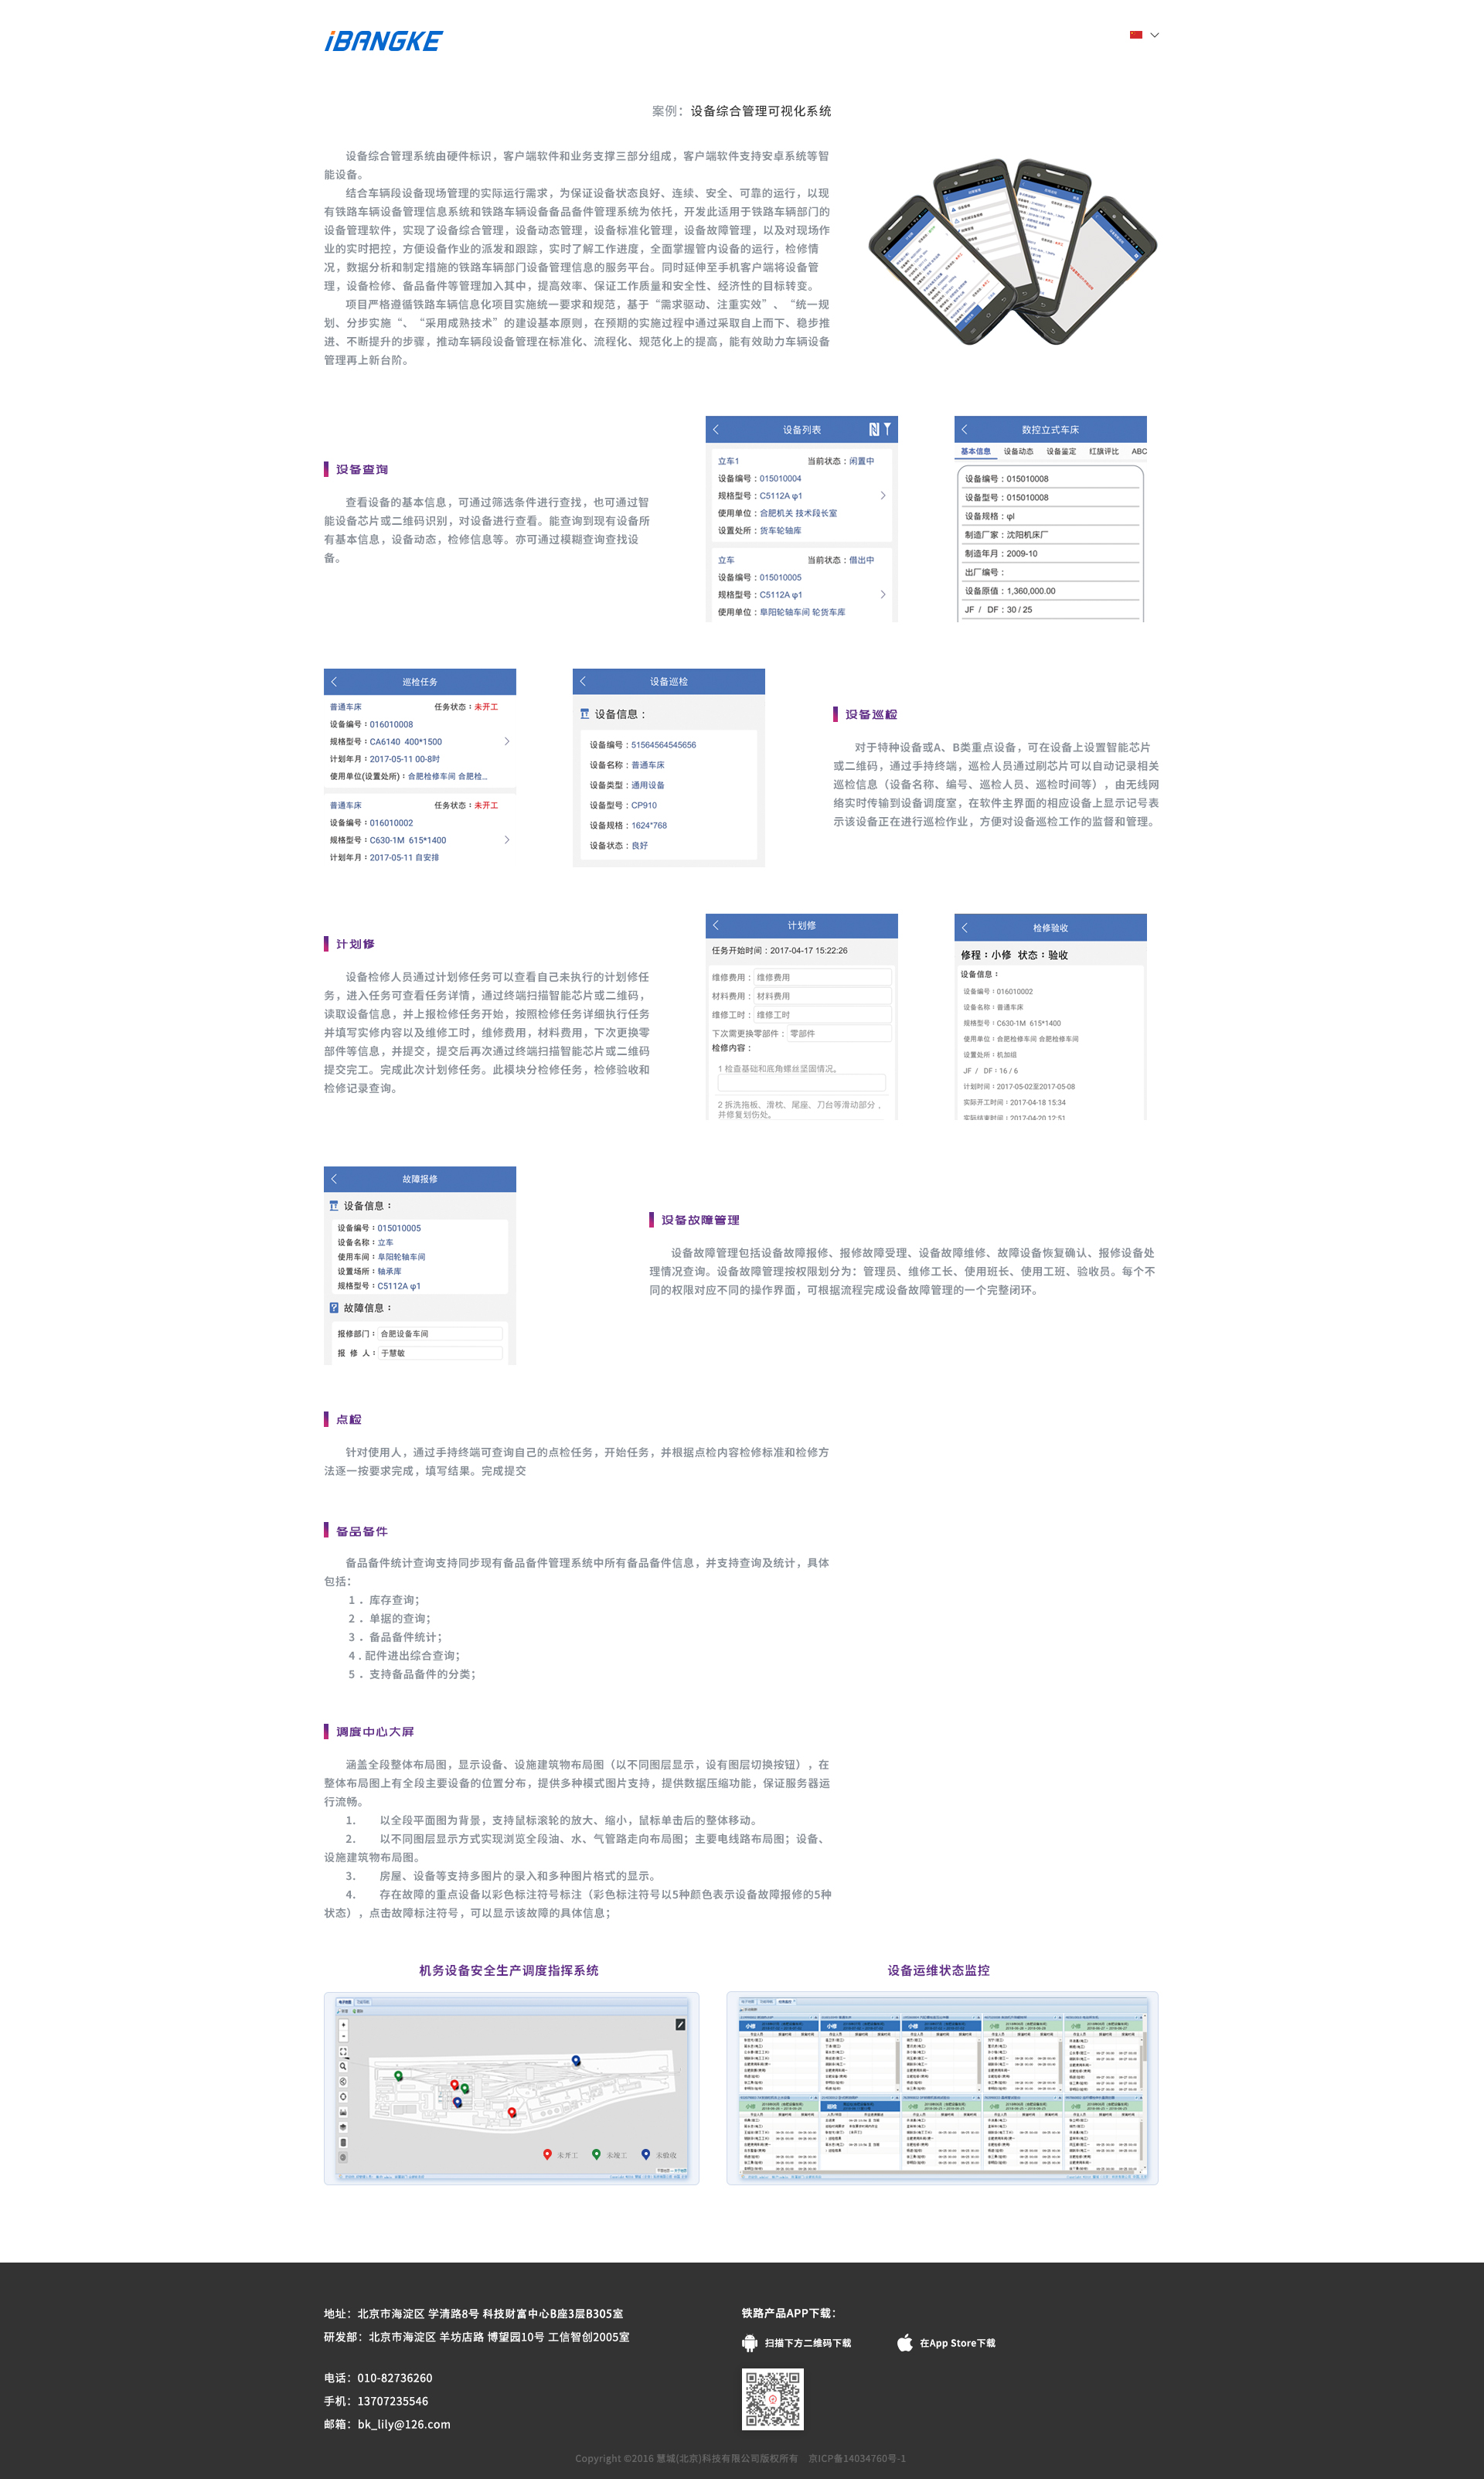 iBANGKE
案例：设备综合管理可视化系统
设备综合管理系统由硬件标识，客户端软件和业务支撑三部分组成，客户端软件支持安卓系统等智
能设备。
结合车辆段设备现场管理的实际运行需求，为保证设备状态良好、连续、安全、可靠的运行，以现
有铁路车辆设备管理信息系统和铁路车辆设备备品备件管理系统为依托，开发此适用于铁路车辆部门的
设备管理软件，实现了设备综合管理，设备动态管理，设备标准化管理，设备故障管理，以及对现场作
业的实时把控，方便设备作业的派发和跟踪，实时了解工作进度，全面掌握管内设备的运行，检修情
况，数据分析和制定措施的铁路车辆部门设备管理信息的服务平台。同时延伸至手机客户端将设备管
理，设备检修、备品备件等管理加入其中，提高效率、保证工作质量和安全性、经济性的目标转变。
项目严格遵循铁路车辆信息化项目实施统一要求和规范，基于“需求驱动、注重实效”、“统一规
划、分步实施“、“采用成熟技术”的建设基本原则，在预期的实施过程中通过采取自上而下、稳步推
进、不断提升的步骤，推动车辆段设备管理在标准化、流程化、规范化上的提高，能有效助力车辆设备
管理再上新台阶。
设备查询
查看设备的基本信息，可通过筛选条件进行查找，也可通过智
能设备芯片或二维码识别，对设备进行查看。能查询到现有设备所
有基本信息，设备动态，检修信息等。亦可通过模糊查询查找设
备。
设备列表
立车1 当前状态：闲置中
设备编号：015010004
规格型号：C5112A φ1
使用单位：合肥机关 技术段长室
设置处所：货车轮轴库
立车 当前状态：借出中
设备编号：015010005
规格型号：C5112A φ1
使用单位：阜阳轮轴车间 轮货车库
数控立式车床
基本信息 设备动态 设备鉴定 红旗评比 ABC
设备编号：015010008
设备型号：015010008
设备规格：φI
制造厂家：沈阳机床厂
制造年月：2009-10
出厂编号：
设备原值：1,360,000.00
JF / DF：30 / 25
巡检任务
普通车床 任务状态：未开工
设备编号：016010008
规格型号：CA6140 400*1500
计划年月：2017-05-11 00-8时
使用单位(设置处所)：合肥检修车间 合肥检...
普通车床 任务状态：未开工
设备编号：016010002
规格型号：C630-1M 615*1400
计划年月：2017-05-11 自安排
设备巡检
设备信息：
设备编号：51564564545656
设备名称：普通车床
设备类型：通用设备
设备型号：CP910
设备规格：1624*768
设备状态：良好
设备巡检
对于特种设备或A、B类重点设备，可在设备上设置智能芯片
或二维码，通过手持终端，巡检人员通过刷芯片可以自动记录相关
巡检信息（设备名称、编号、巡检人员、巡检时间等），由无线网
络实时传输到设备调度室，在软件主界面的相应设备上显示记号表
示该设备正在进行巡检作业，方便对设备巡检工作的监督和管理。
计划修
设备检修人员通过计划修任务可以查看自己未执行的计划修任
务，进入任务可查看任务详情，通过终端扫描智能芯片或二维码，
读取设备信息，并上报检修任务开始，按照检修任务详细执行任务
并填写实修内容以及维修工时，维修费用，材料费用，下次更换零
部件等信息，并提交，提交后再次通过终端扫描智能芯片或二维码
提交完工。完成此次计划修任务。此模块分检修任务，检修验收和
检修记录查询。
计划修
任务开始时间：2017-04-17 15:22:26
维修费用： 维修费用
材料费用： 材料费用
维修工时： 维修工时
下次需更换零部件： 零部件
检修内容：
1 检查基础和底角螺丝坚固情况。
2 拆洗拖板、滑枕、尾座、刀台等滑动部分，
并修复划伤处。
检修验收
修程：小修 状态：验收
设备信息：
设备编号：016010002
设备名称：普通车床
规格型号：C630-1M 615*1400
使用单位：合肥检修车间 合肥检修车间
设置处所：机加组
JF / DF：16 / 6
计划时间：2017-05-02至2017-05-08
实际开工时间：2017-04-18 15:34
实际结束时间：2017-04-20 12:51
故障报修
设备信息：
设备编号：015010005
设备名称：立车
使用车间：阜阳轮轴车间
设置场所：轴承库
规格型号：C5112A φ1
故障信息：
报修部门： 合肥设备车间
报 修 人： 于慧敏
设备故障管理
设备故障管理包括设备故障报修、报修故障受理、设备故障维修、故障设备恢复确认、报修设备处
理情况查询。设备故障管理按权限划分为：管理员、维修工长、使用班长、使用工班、验收员。每个不
同的权限对应不同的操作界面，可根据流程完成设备故障管理的一个完整闭环。
点检
针对使用人，通过手持终端可查询自己的点检任务，开始任务，并根据点检内容检修标准和检修方
法逐一按要求完成，填写结果。完成提交
备品备件
备品备件统计查询支持同步现有备品备件管理系统中所有备品备件信息，并支持查询及统计，具体
包括：
1 . 库存查询；
2 . 单据的查询；
3 . 备品备件统计；
4 . 配件进出综合查询；
5 . 支持备品备件的分类；
调度中心大屏
涵盖全段整体布局图，显示设备、设施建筑物布局图（以不同图层显示，设有图层切换按钮），在
整体布局图上有全段主要设备的位置分布，提供多种模式图片支持，提供数据压缩功能，保证服务器运
行流畅。
1. 以全段平面图为背景，支持鼠标滚轮的放大、缩小，鼠标单击后的整体移动。
2. 以不同图层显示方式实现浏览全段油、水、气管路走向布局图；主要电线路布局图；设备、
设施建筑物布局图。
3. 房屋、设备等支持多图片的录入和多种图片格式的显示。
4. 存在故障的重点设备以彩色标注符号标注（彩色标注符号以5种颜色表示设备故障报修的5种
状态），点击故障标注符号，可以显示该故障的具体信息；
机务设备安全生产调度指挥系统 设备运维状态监控
未开工 未竣工 未验收
小修 小修 小修 小修 小修
地址：北京市海淀区 学清路8号 科技财富中心B座3层B305室
研发部：北京市海淀区 羊坊店路 博望园10号 工信智创2005室
电话：010-82736260
手机：13707235546
邮箱：bk_lily@126.com
铁路产品APP下载：
扫描下方二维码下载 在App Store下载
Copyright ©2016 慧城(北京)科技有限公司版权所有 京ICP备14034760号-1